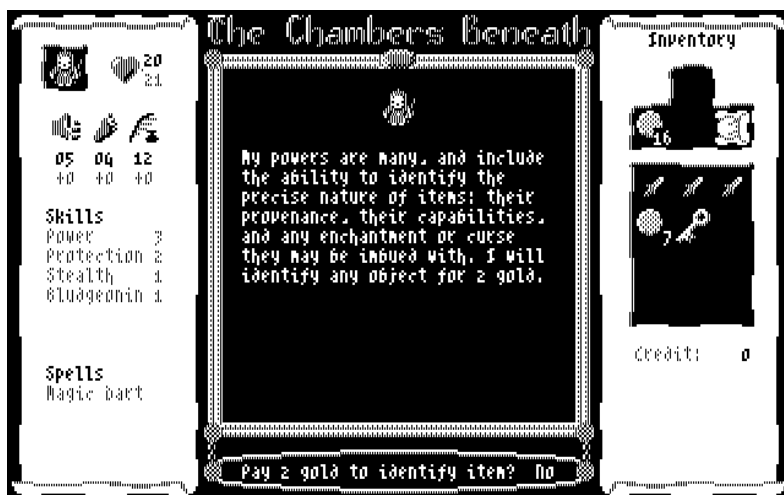 The Chambers Beneath
20
21
05 04 12
+0 +0 +0
Skills
Power 3
Protection 2
Stealth 1
Bludgeonin 1
Spells
Magic Dart
My powers are many, and include
the ability to identify the
precise nature of items: their
provenance, their capabilities,
and any enchantment or curse
they may be imbued with. I will
identify any object for 2 gold.
Pay 2 gold to identify item? No
Inventory
16
7
Credit: 0